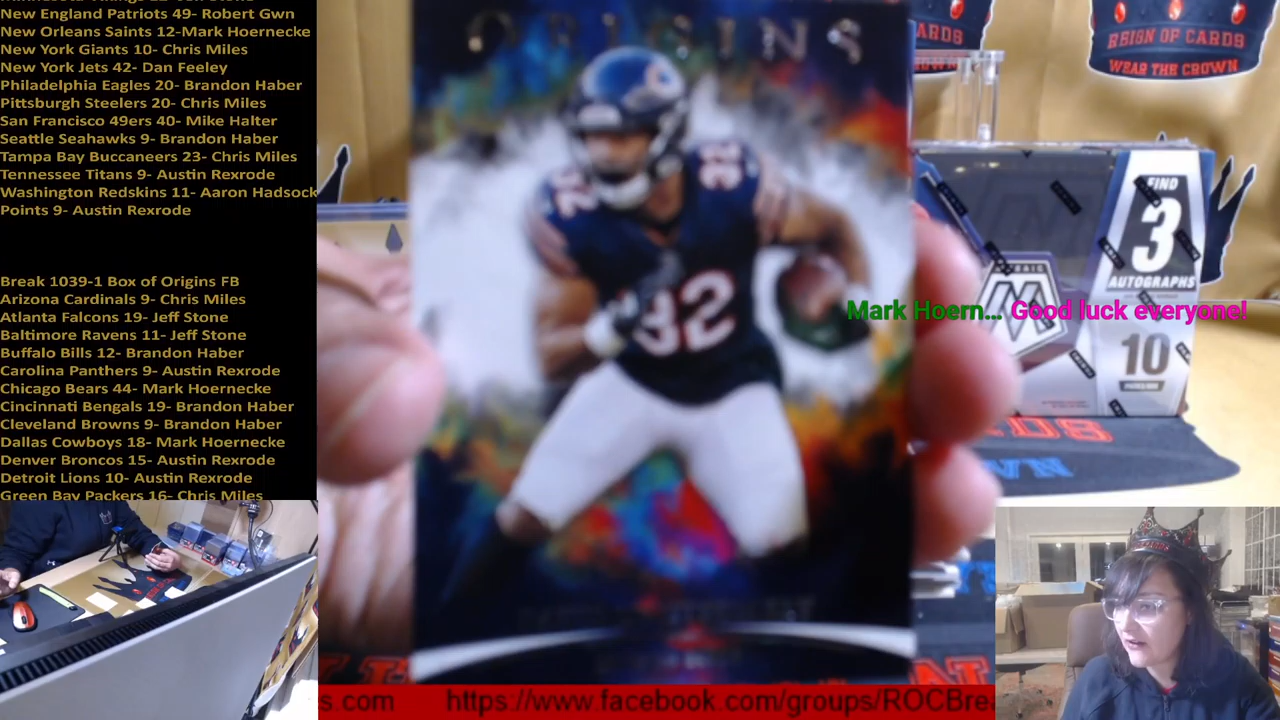 New England Patriots 49- Robert Gwn
New Orleans Saints 12-Mark Hoernecke
New York Giants 10- Chris Miles
New York Jets 42- Dan Feeley
Philadelphia Eagles 20- Brandon Haber
Pittsburgh Steelers 20- Chris Miles
San Francisco 49ers 40- Mike Halter
Seattle Seahawks 9- Brandon Haber
Tampa Bay Buccaneers 23- Chris Miles
Tennessee Titans 9- Austin Rexrode
Washington Redskins 11- Aaron Hadsock
Points 9- Austin Rexrode
Break 1039-1 Box of Origins FB
Arizona Cardinals 9- Chris Miles
Atlanta Falcons 19- Jeff Stone
Baltimore Ravens 11- Jeff Stone
Buffalo Bills 12- Brandon Haber
Carolina Panthers 9- Austin Rexrode
Chicago Bears 44- Mark Hoernecke
Cincinnati Bengals 19- Brandon Haber
Cleveland Browns 9- Brandon Haber
Dallas Cowboys 18- Mark Hoernecke
Denver Broncos 15- Austin Rexrode
Detroit Lions 10- Austin Rexrode
Green Bay Packers 16- Chris Miles
ORIGINS
32
32
32
REIGN OF CARDS
WEAR THE CROWN
FIND
3
AUTOGRAPHS
10
Mark Hoern... Good luck everyone!
s.com https://www.facebook.com/groups/ROCBrea